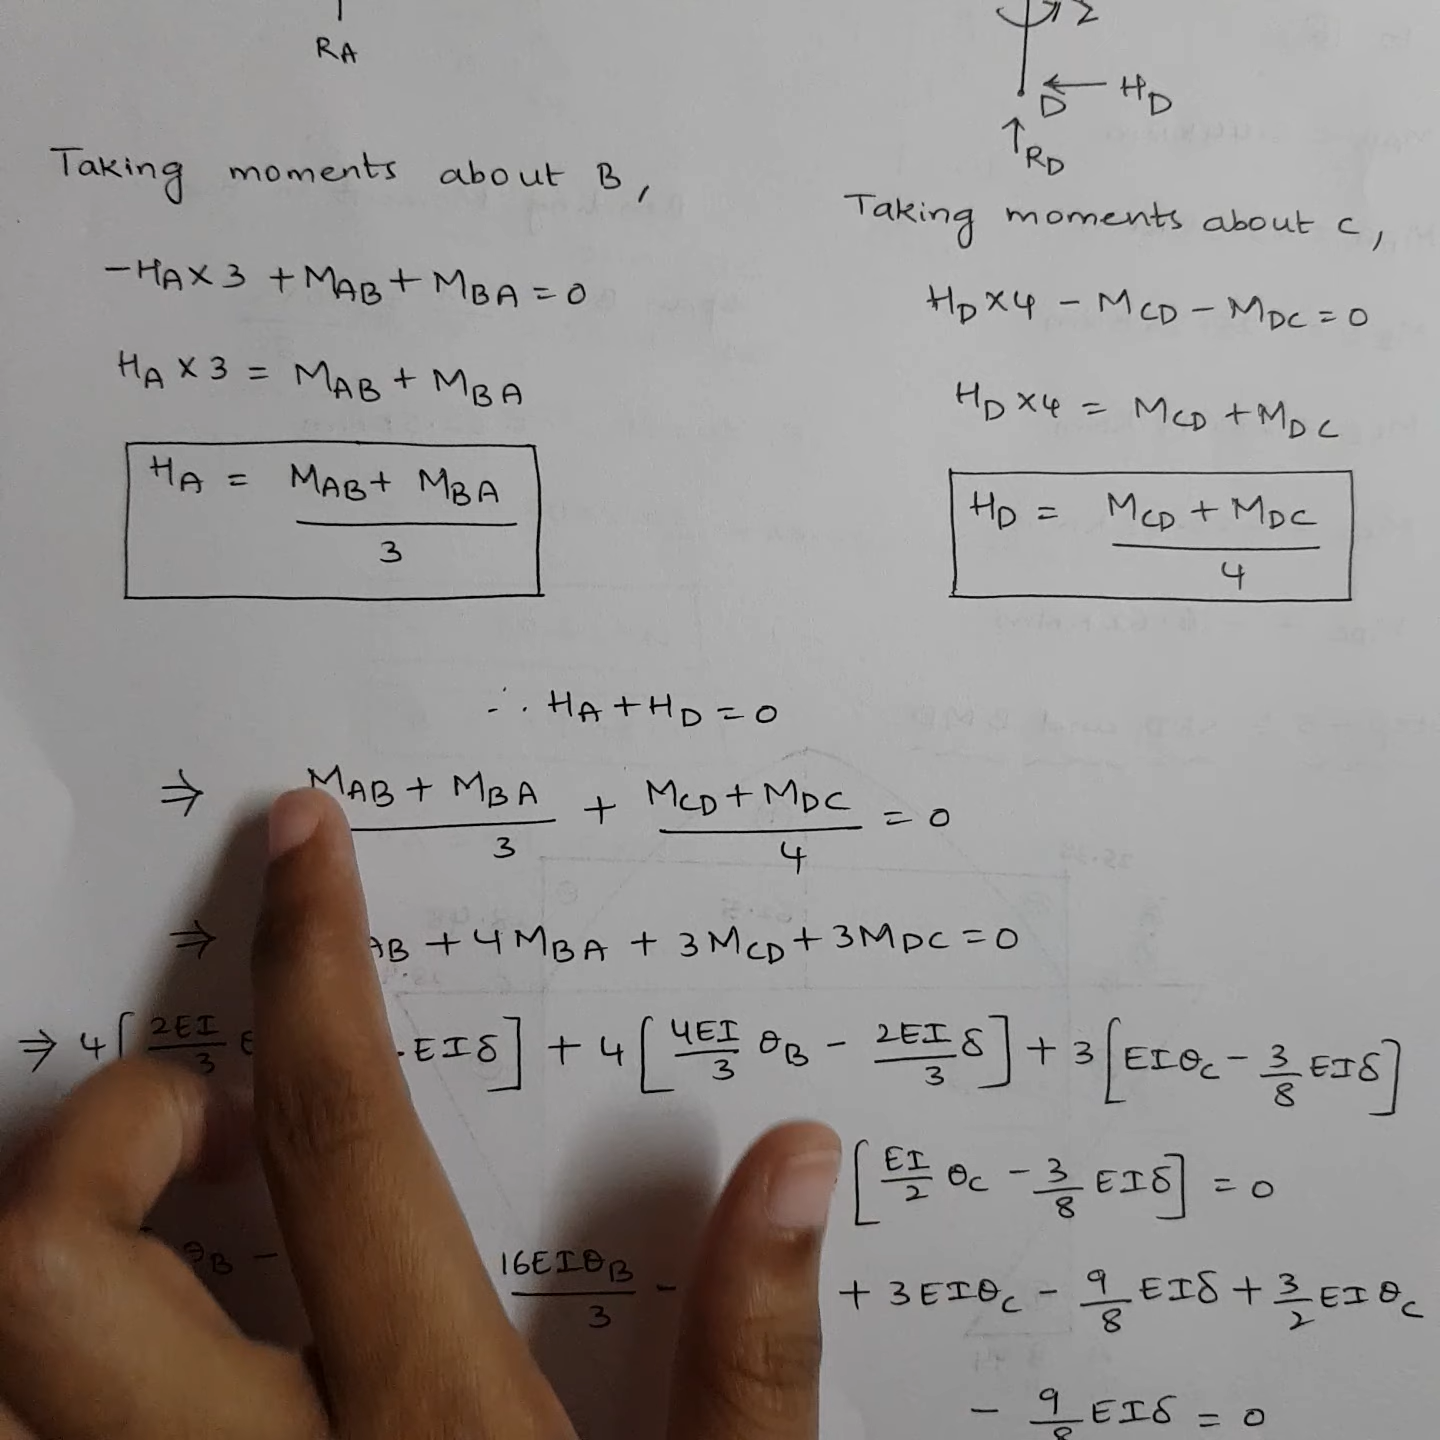 RA
2
D ← HD
↑RD
Taking moments about B,
-HA×3 + MAB + MBA = 0
HA × 3 = MAB + MBA
HA = MAB + MBA / 3
Taking moments about C,
HD×4 - MCD - MDC = 0
HD×4 = MCD + MDC
HD = MCD + MDC / 4
∴ HA + HD = 0
⇒ MAB + MBA / 3 + MCD + MDC / 4 = 0
⇒ AB + 4MBA + 3MCD + 3MDC = 0
⇒ 4[2EI/3 EIδ] + 4[4EI/3 θB - 2EI/3 δ] + 3[EIθC - 3/8 EIδ]
[EI/2 θC - 3/8 EIδ] = 0
θB - 16EIθB/3 - + 3EIθC - 9/8 EIδ + 3/2 EIθC
- 9/8 EIδ = 0